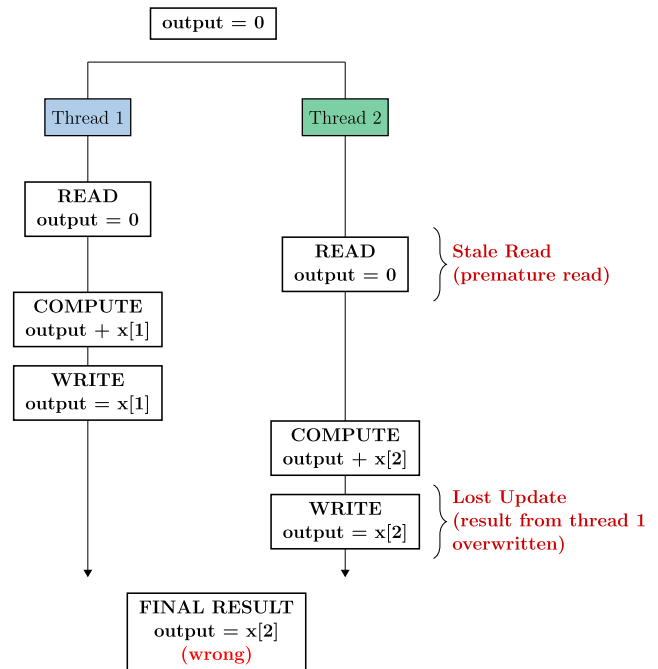 output = 0
Thread 1
Thread 2
READ
output = 0
READ
output = 0
Stale Read
(premature read)
COMPUTE
output + x[1]
WRITE
output = x[1]
COMPUTE
output + x[2]
WRITE
output = x[2]
Lost Update
(result from thread 1
overwritten)
FINAL RESULT
output = x[2]
(wrong)